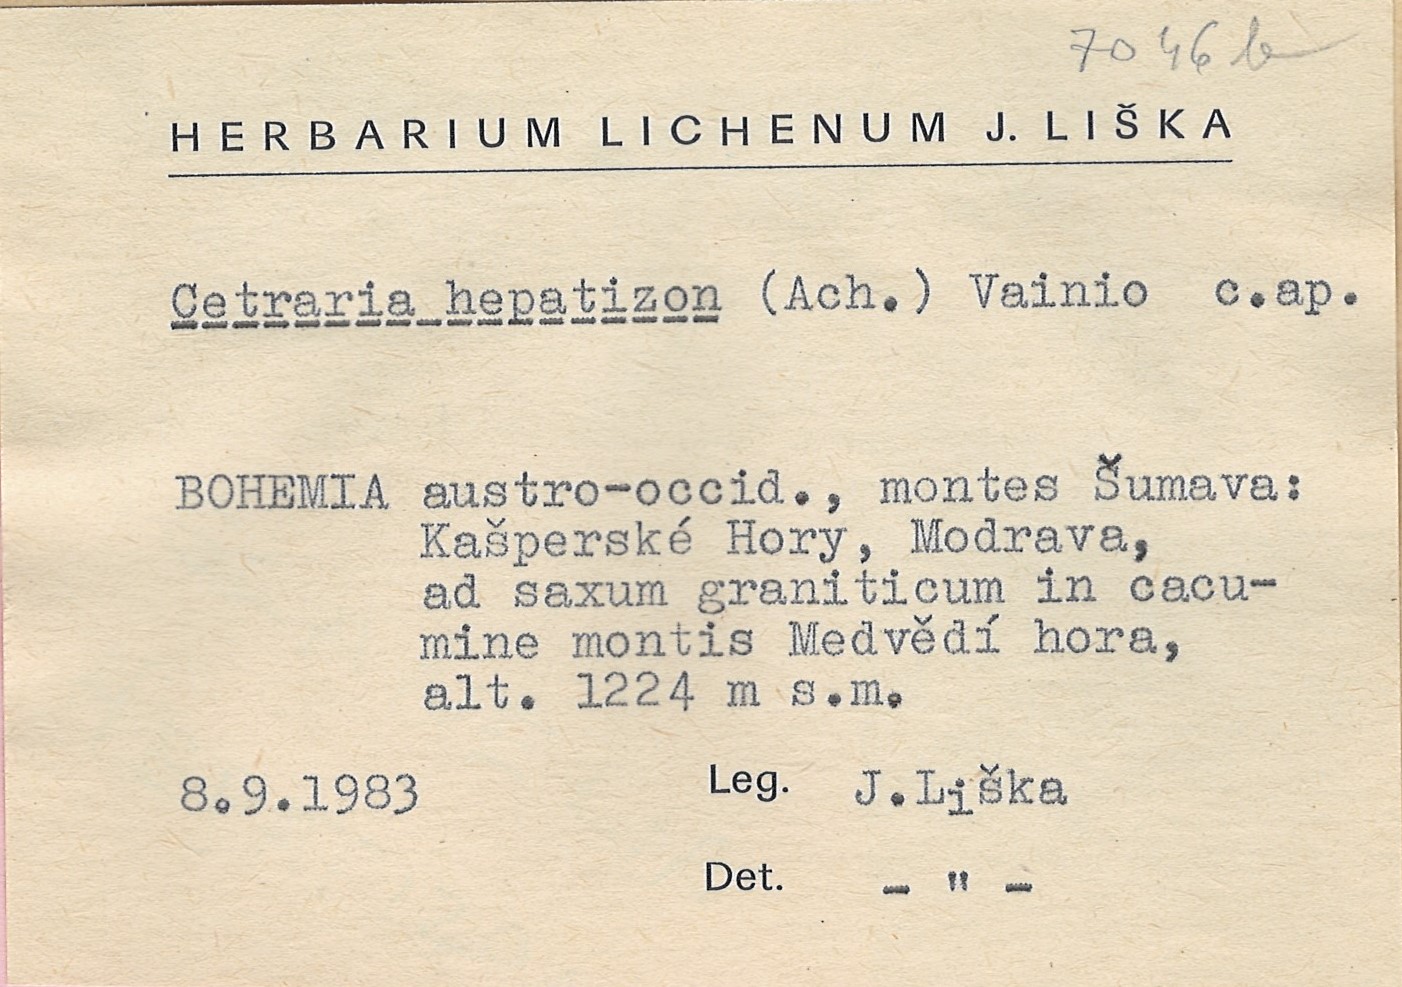 7046b
HERBARIUM LICHENUM J. LIŠKA
Cetraria hepatizon (Ach.) Vainio c.ap.
BOHEMIA austro-occid., montes Šumava:
Kašperské Hory, Modrava,
ad saxum graniticum in cacu-
mine montis Medvědí hora,
alt. 1224 m s.m.
8.9.1983 Leg. J.Liška
Det. - " -